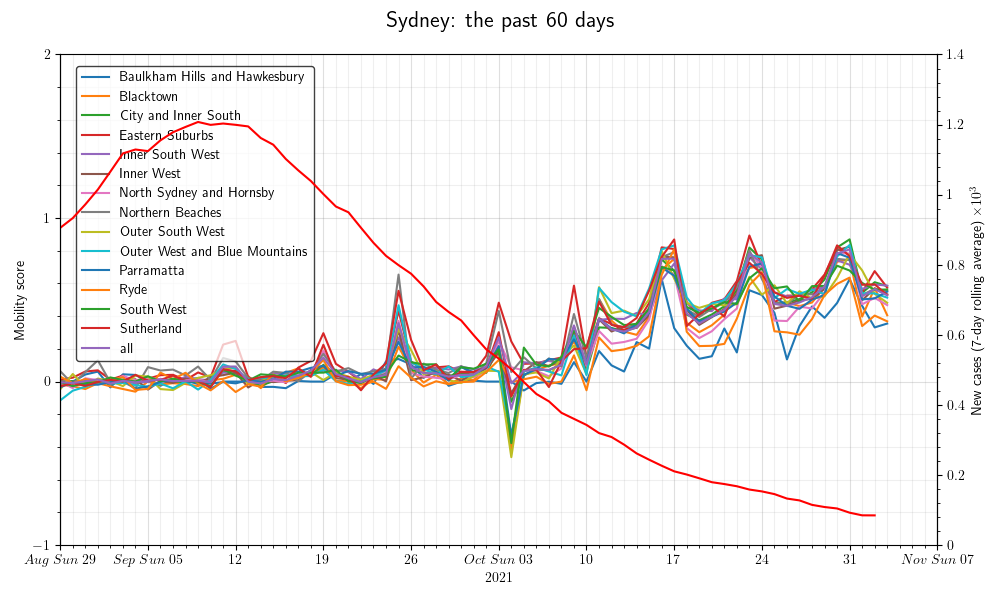 Sydney: the past 60 days
2
1
0
−1
Mobility score
Baulkham Hills and Hawkesbury
Blacktown
City and Inner South
Eastern Suburbs
Inner South West
Inner West
North Sydney and Hornsby
Northern Beaches
Outer South West
Outer West and Blue Mountains
Parramatta
Ryde
South West
Sutherland
all
1.4
1.2
1
0.8
0.6
0.4
0.2
0
New cases (7-day rolling average) ×10³
Aug Sun 29 Sep Sun 05 12 19 26 Oct Sun 03 10 17 24 31 Nov Sun 07
2021